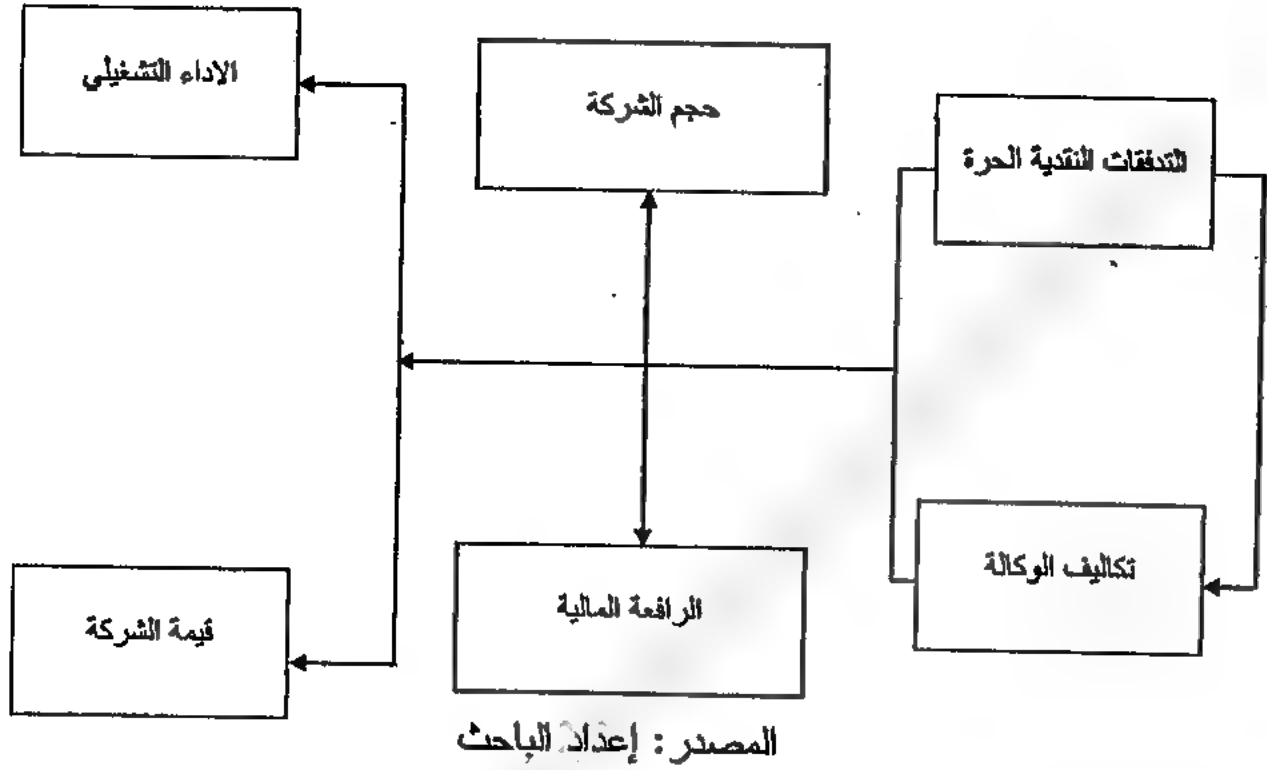 حجم الشركة
الاداء التشغيلي
التدفقات النقدية الحرة
تكاليف الوكالة
الرافعة المالية
قيمة الشركة
المصدر : إعداد الباحث